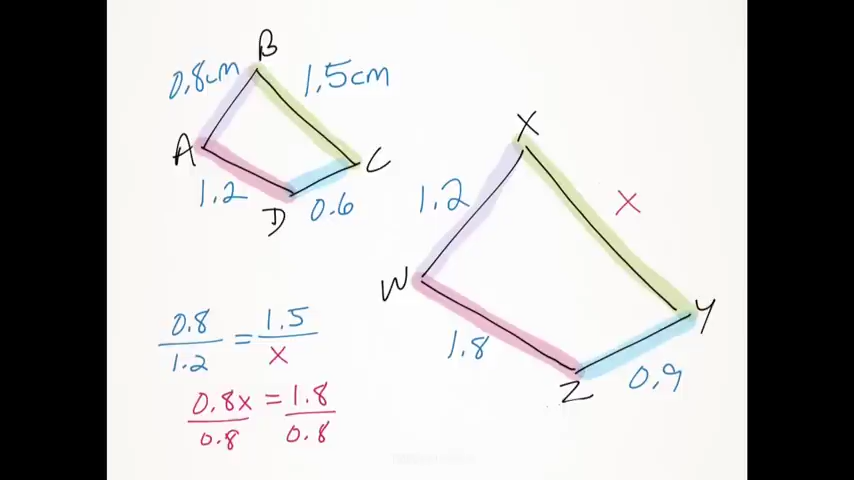 B
0.8cm
1.5cm
A
C
1.2
D
0.6
X
1.2
x
W
Y
1.8
0.9
Z
0.8/1.2 = 1.5/x
0.8x/0.8 = 1.8/0.8